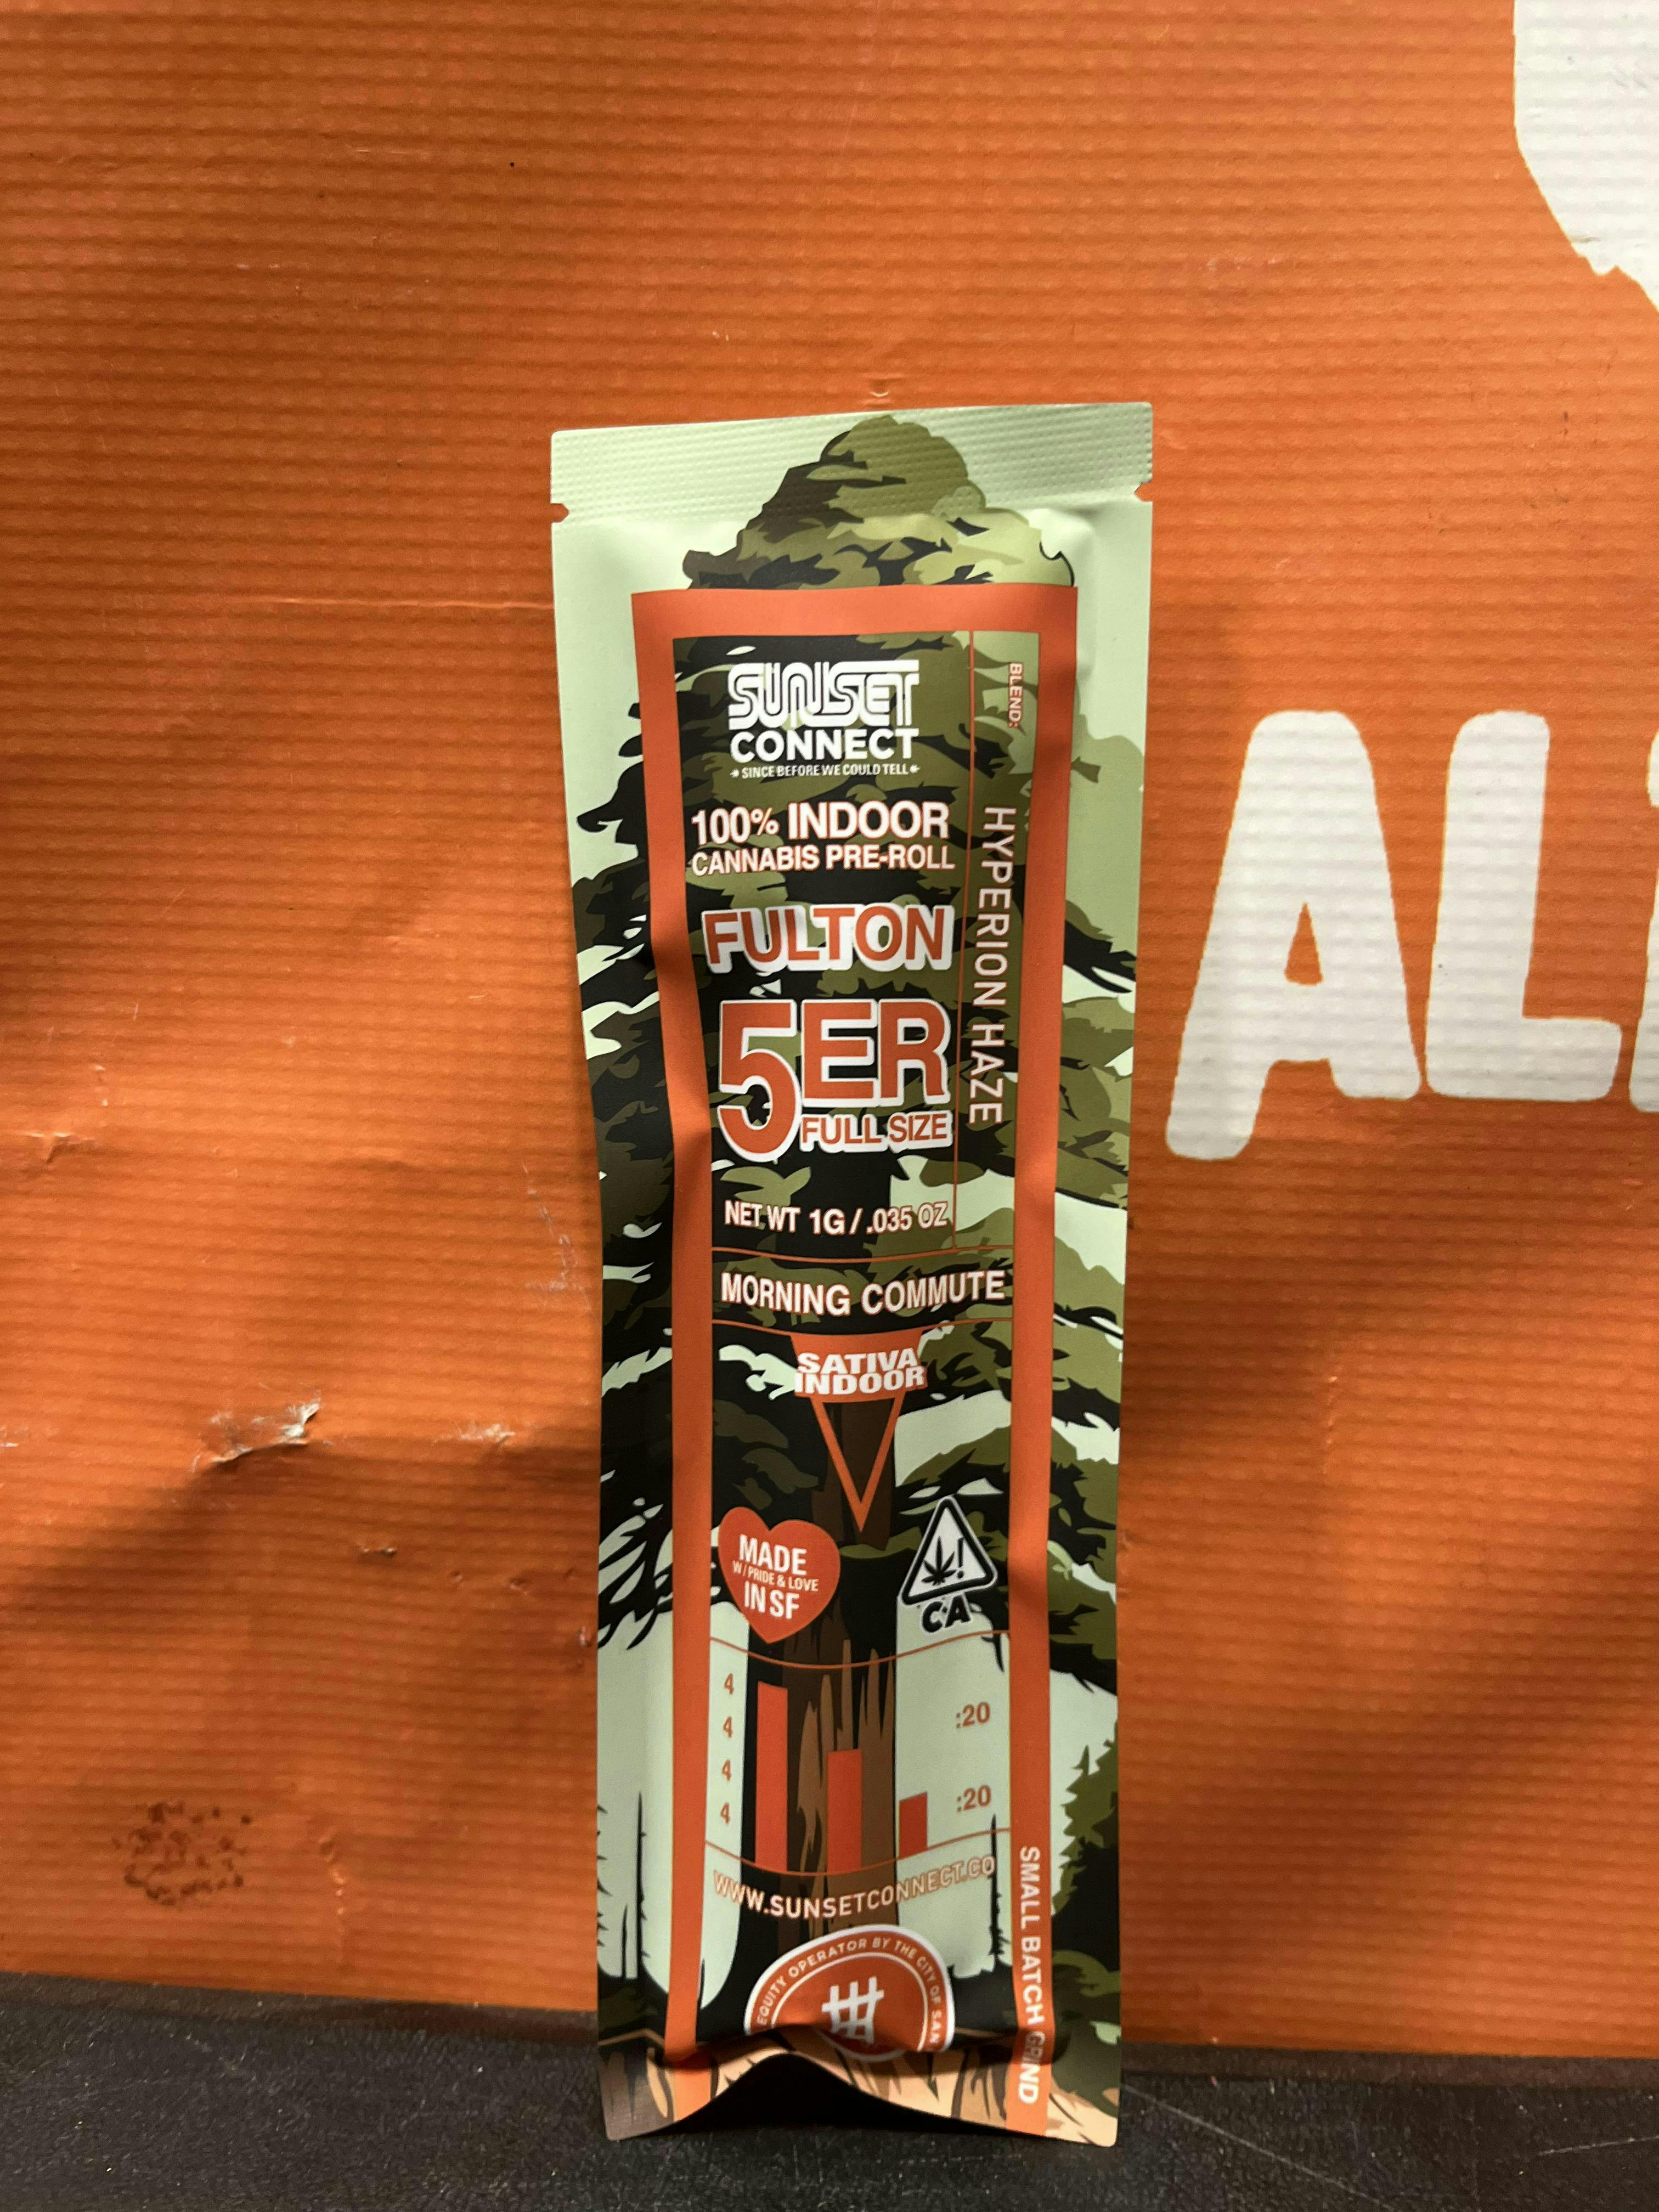 SUNSET
CONNECT
* SINCE BEFORE WE COULD TELL *
100% INDOOR
CANNABIS PRE-ROLL
FULTON
5ER
FULL SIZE
NET WT 1G / .035 OZ
BLEND:
HYPERION HAZE
MORNING COMMUTE
SATIVA
INDOOR
MADE
W/ PRIDE & LOVE
IN SF
!
CA
4
4
4
4
:20
:20
WWW.SUNSETCONNECT.CO
EQUITY OPERATOR BY THE CITY OF SAN
SMALL BATCH GRIND
AL